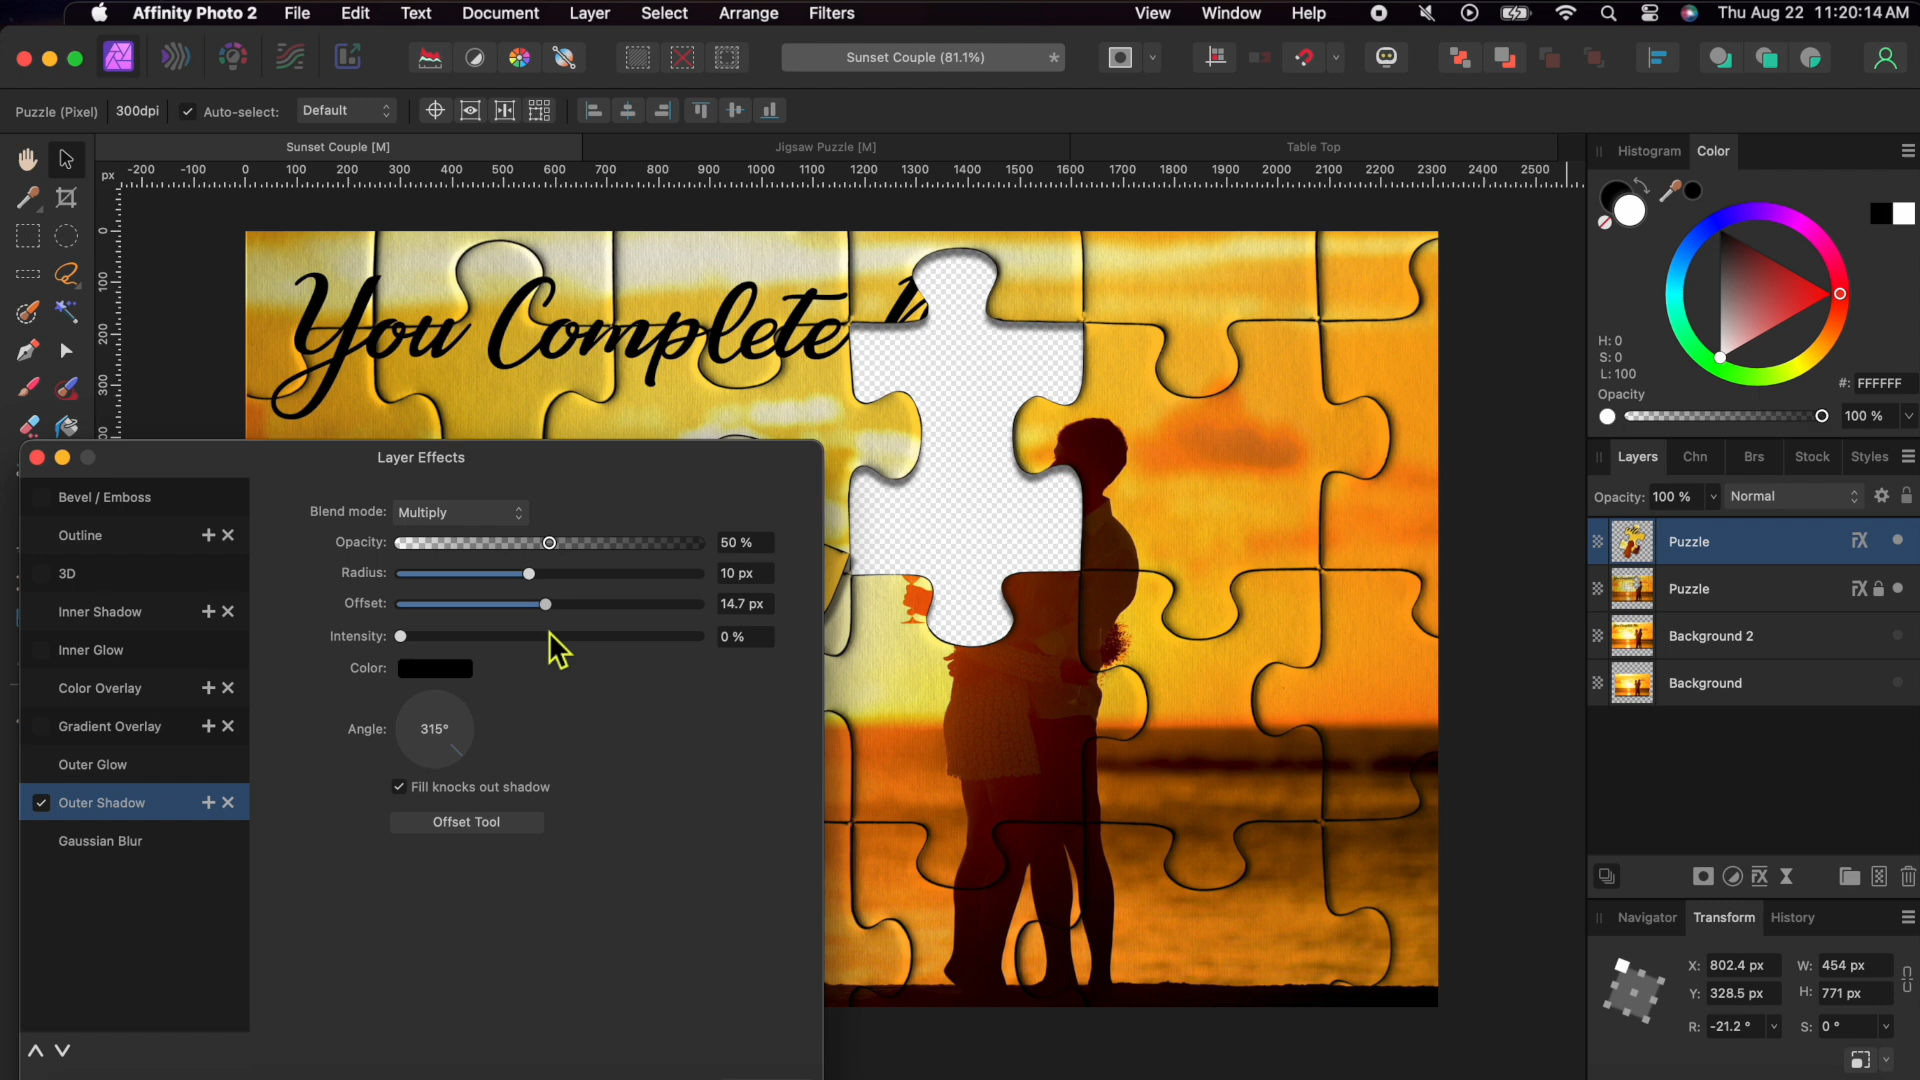 Affinity Photo 2 File Edit Text Document Layer Select Arrange Filters View Window Help Thu Aug 22 11:20:14 AM
Sunset Couple (81.1%) *
Puzzle (Pixel) 300dpi Auto-select: Default
Sunset Couple [M] Jigsaw Puzzle [M] Table Top
px -200 -100 0 100 200 300 400 500 600 700 800 900 1000 1100 1200 1300 1400 1500 1600 1700 1800 1900 2000 2100 2200 2300 2400 2500
0
100
200
300
You Complete
Layer Effects
Bevel / Emboss
Outline
3D
Inner Shadow
Inner Glow
Color Overlay
Gradient Overlay
Outer Glow
Outer Shadow
Gaussian Blur
Blend mode: Multiply
Opacity: 50 %
Radius: 10 px
Offset: 14.7 px
Intensity: 0 %
Color:
Angle: 315°
Fill knocks out shadow
Offset Tool
Histogram Color
H: 0
S: 0
L: 100
#: FFFFFF
Opacity
100 %
Layers Chn Brs Stock Styles
Opacity: 100 % Normal
Puzzle FX
Puzzle FX
Background 2
Background
FX
Navigator Transform History
X: 802.4 px W: 454 px
Y: 328.5 px H: 771 px
R: -21.2 ° S: 0 °